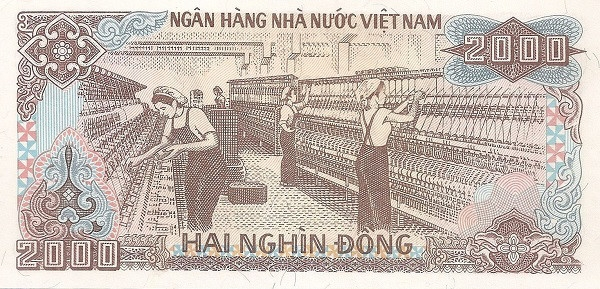 NGÂN HÀNG NHÀ NƯỚC VIỆT NAM
2000
2000
HAI NGHÌN ĐỒNG